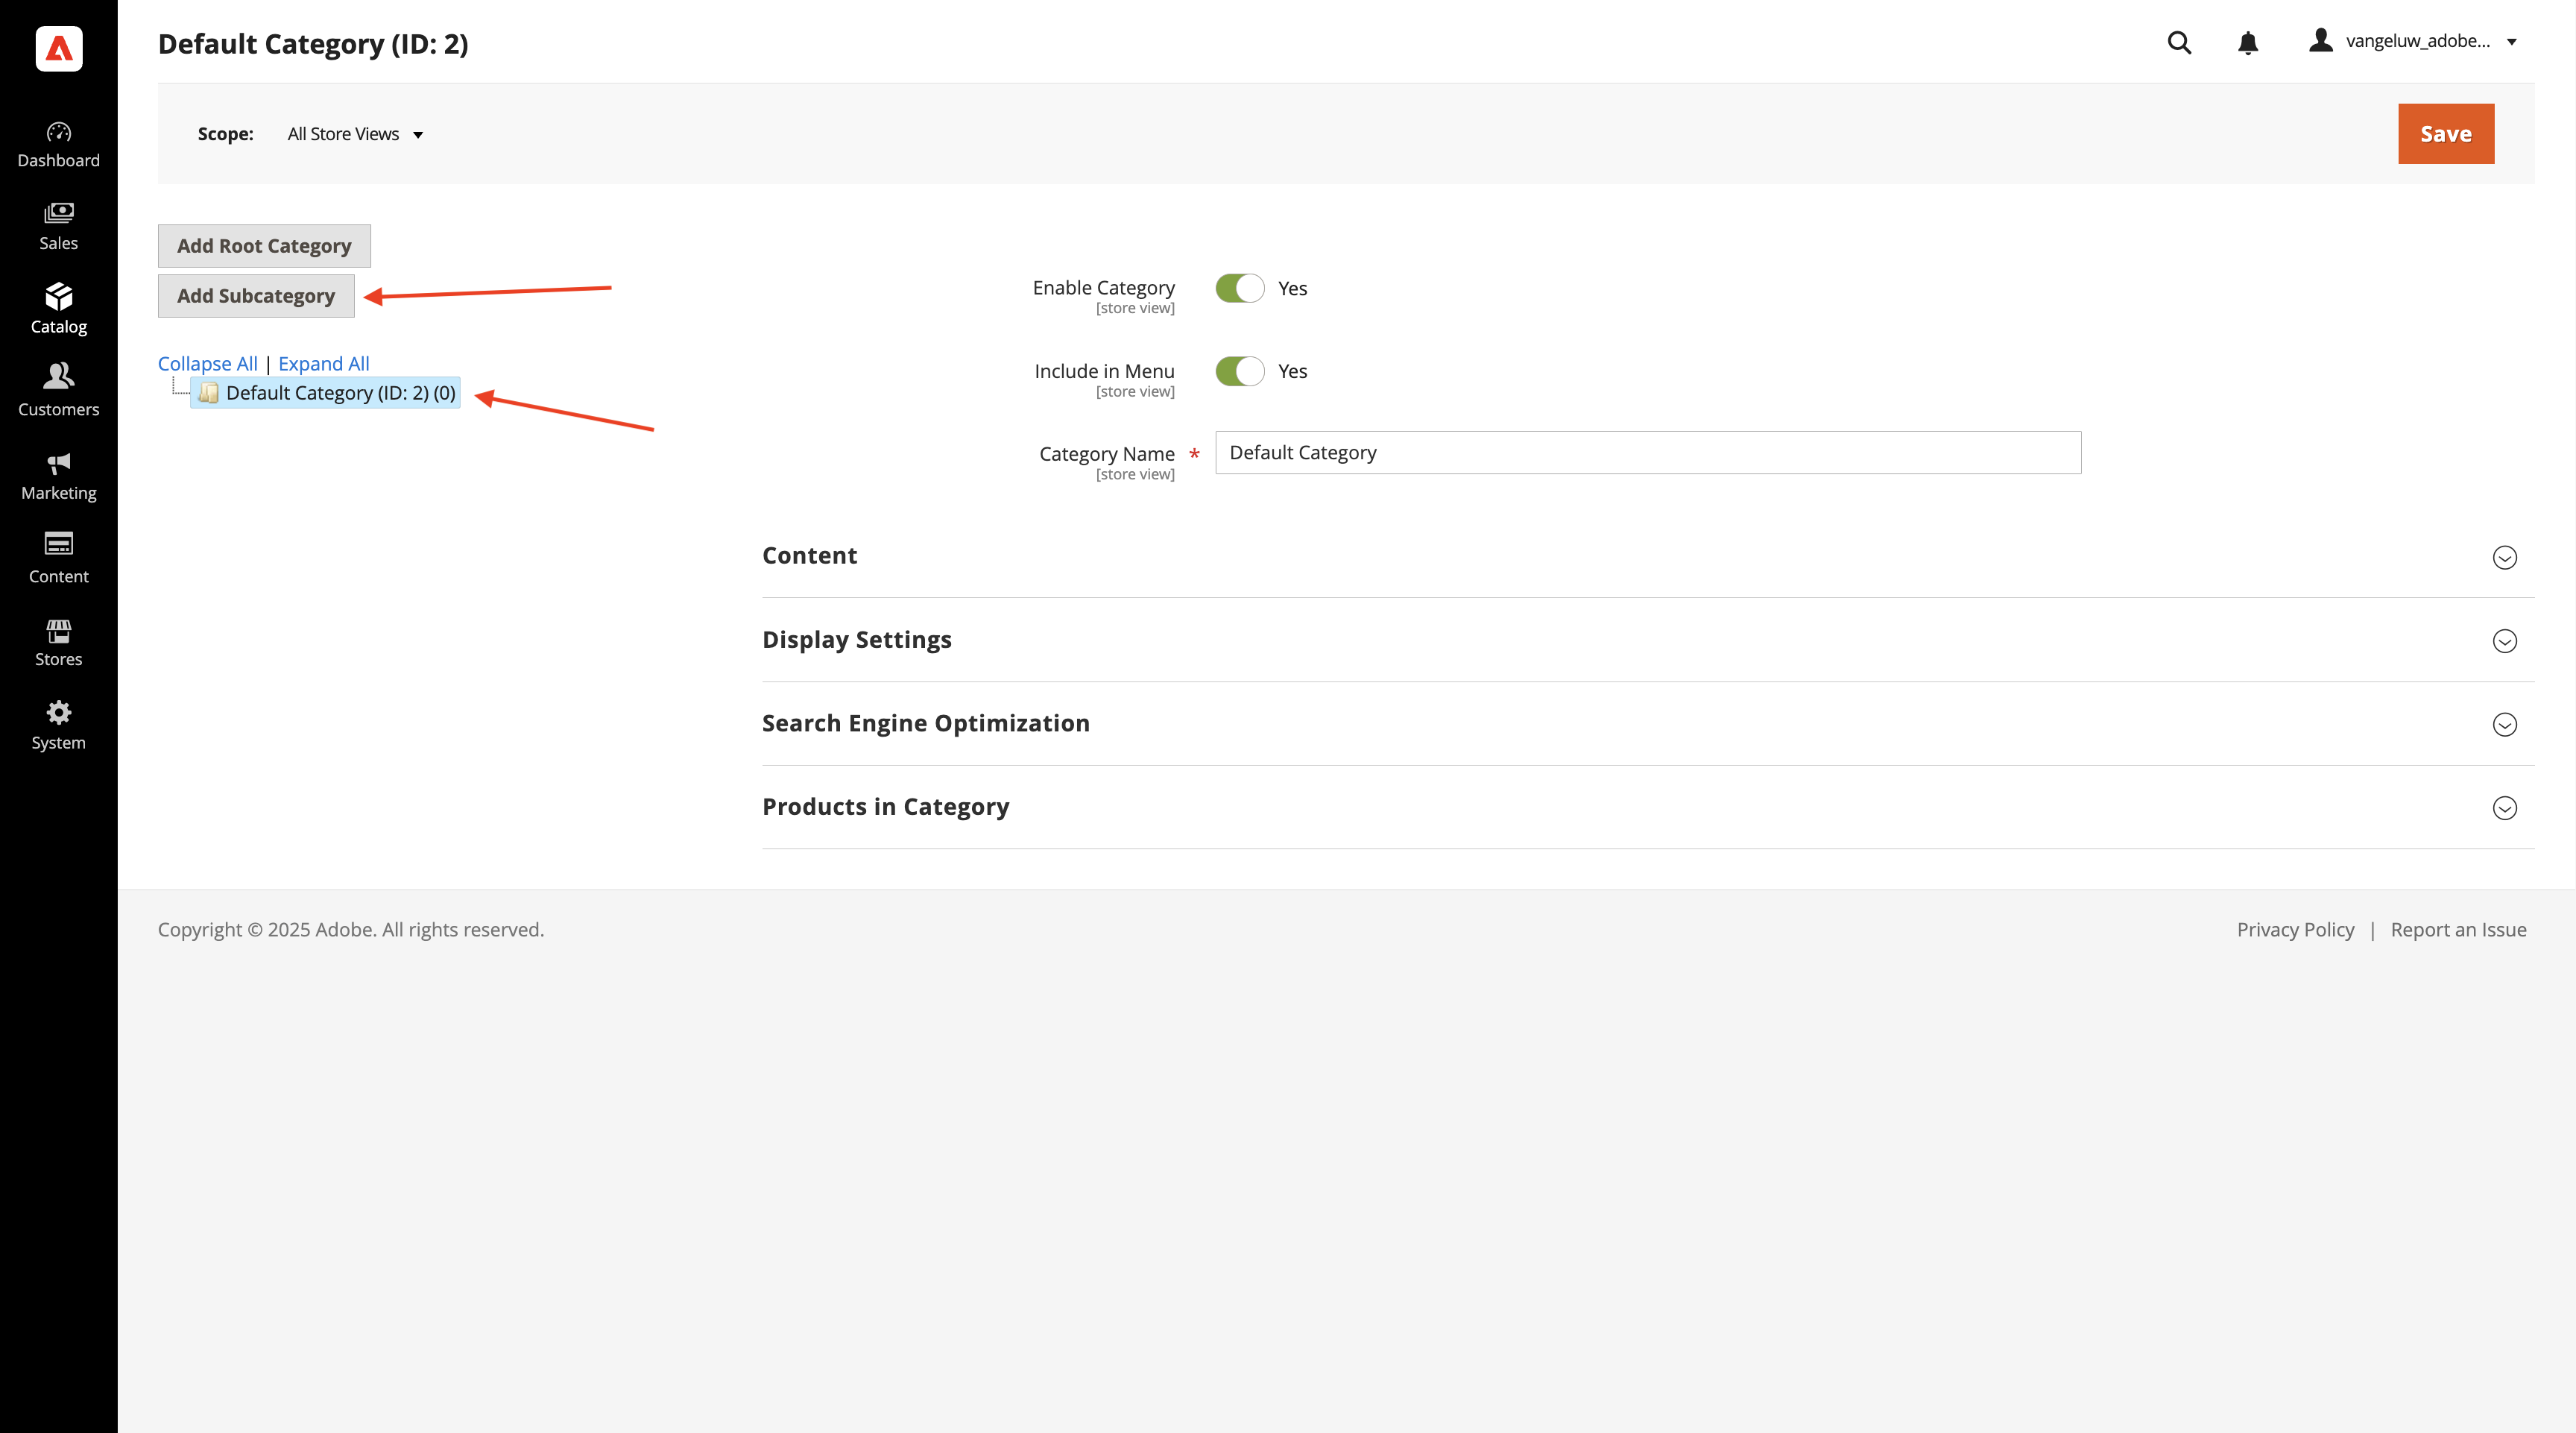 Default Category (ID: 2)
vangeluw_adobe...
Scope:
All Store Views
Save
Dashboard
Sales
Catalog
Customers
Marketing
Content
Stores
System
Add Root Category
Add Subcategory
Collapse All | Expand All
Default Category (ID: 2) (0)
Enable Category
[store view]
Yes
Include in Menu
[store view]
Yes
Category Name *
[store view]
Default Category
Content
Display Settings
Search Engine Optimization
Products in Category
Copyright © 2025 Adobe. All rights reserved.
Privacy Policy | Report an Issue